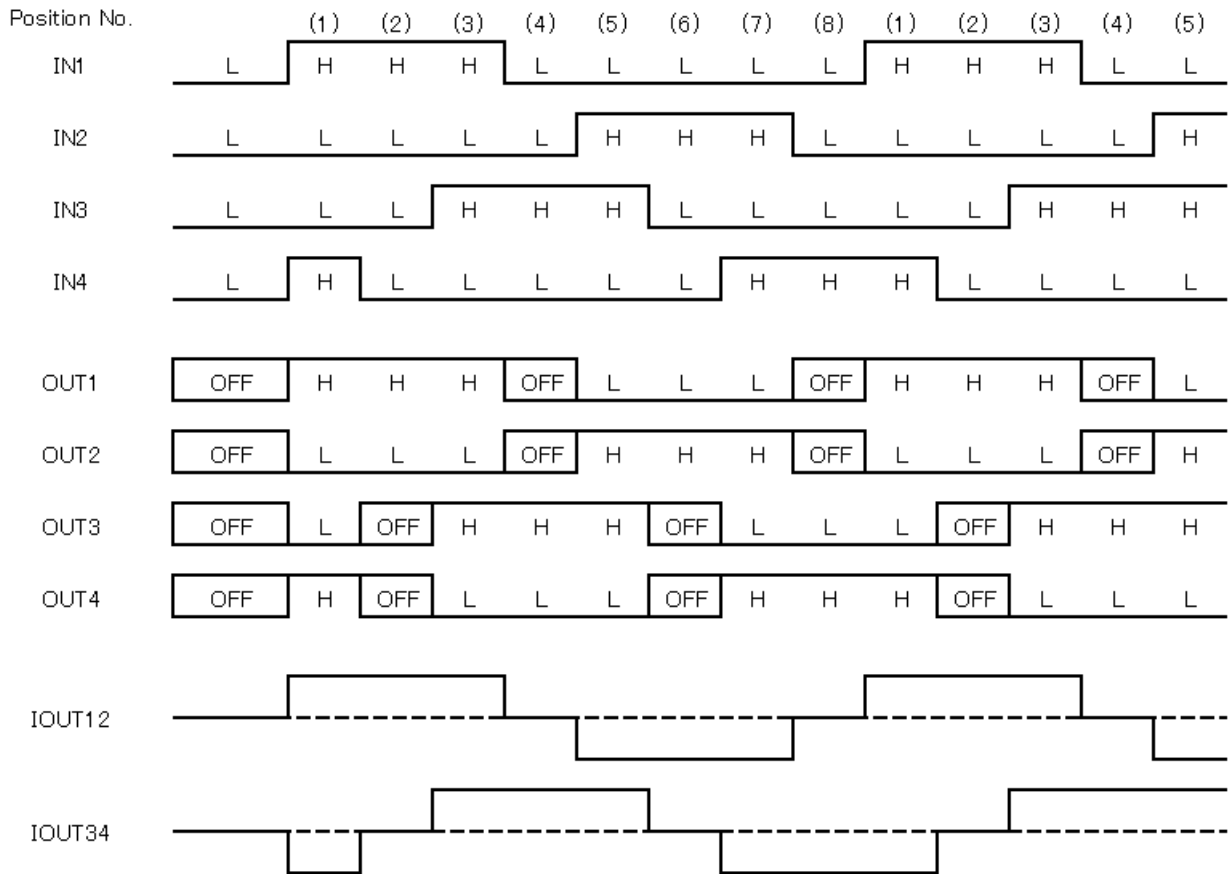 Position No. (1) (2) (3) (4) (5) (6) (7) (8) (1) (2) (3) (4) (5)
IN1 L H H H L L L L L H H H L L
IN2 L L L L L H H H L L L L L H
IN3 L L L H H H L L L L L H H H
IN4 L H L L L L L H H H L L L L
OUT1 OFF H H H OFF L L L OFF H H H OFF L
OUT2 OFF L L L OFF H H H OFF L L L OFF H
OUT3 OFF L OFF H H H OFF L L L OFF H H H
OUT4 OFF H OFF L L L OFF H H H OFF L L L
IOUT12
IOUT34